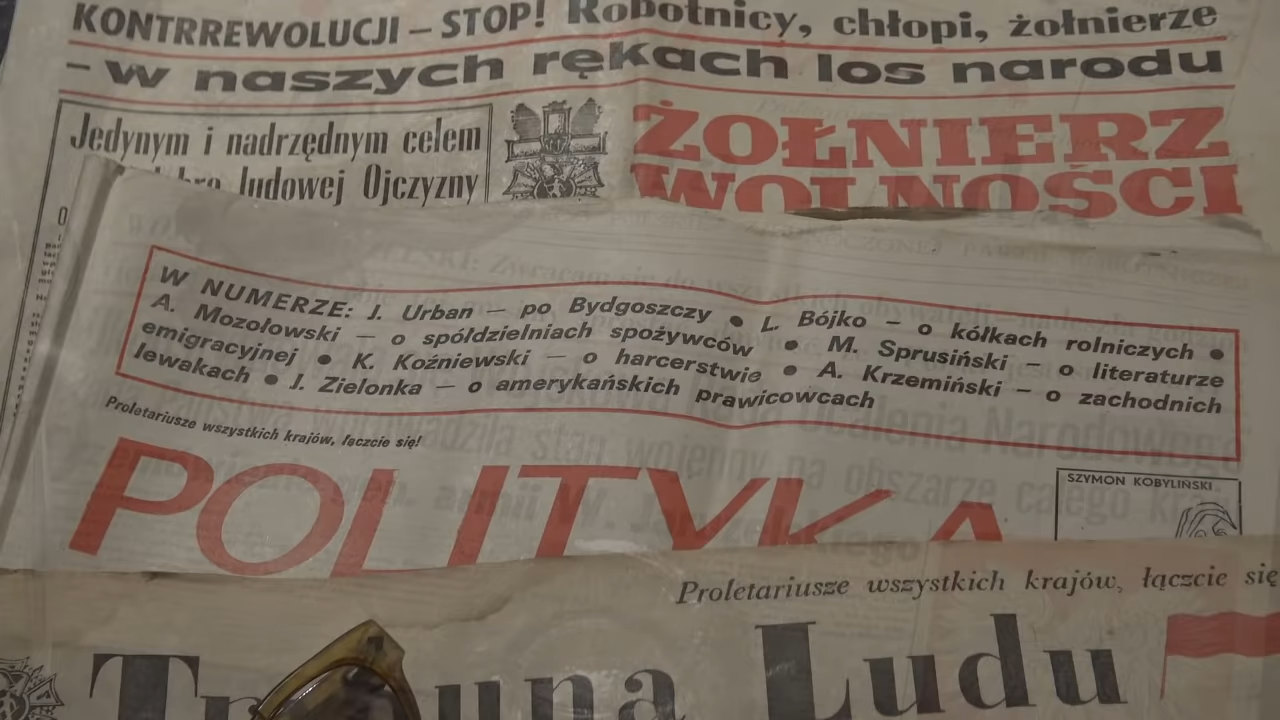 KONTRREWOLUCJI – STOP! Robotnicy, chłopi, żołnierze
– w naszych rękach los narodu
Jedynym i nadrzędnym celem
ludowej Ojczyzny
ŻOŁNIERZ
WOLNOŚCI
W NUMERZE: J. Urban — po Bydgoszczy ● L. Bójko – o kółkach rolniczych ●
A. Mozołowski — o spółdzielniach spożywców ● M. Sprusiński – o literaturze
emigracyjnej ● K. Koźniewski — o harcerstwie ● A. Krzemiński – o zachodnich
lewakach ● J. Zielonka — o amerykańskich prawicowcach
Proletariusze wszystkich krajów, łączcie się!
POLITYKA
SZYMON KOBYLIŃSKI
Proletariusze wszystkich krajów, łączcie się
Trybuna Ludu